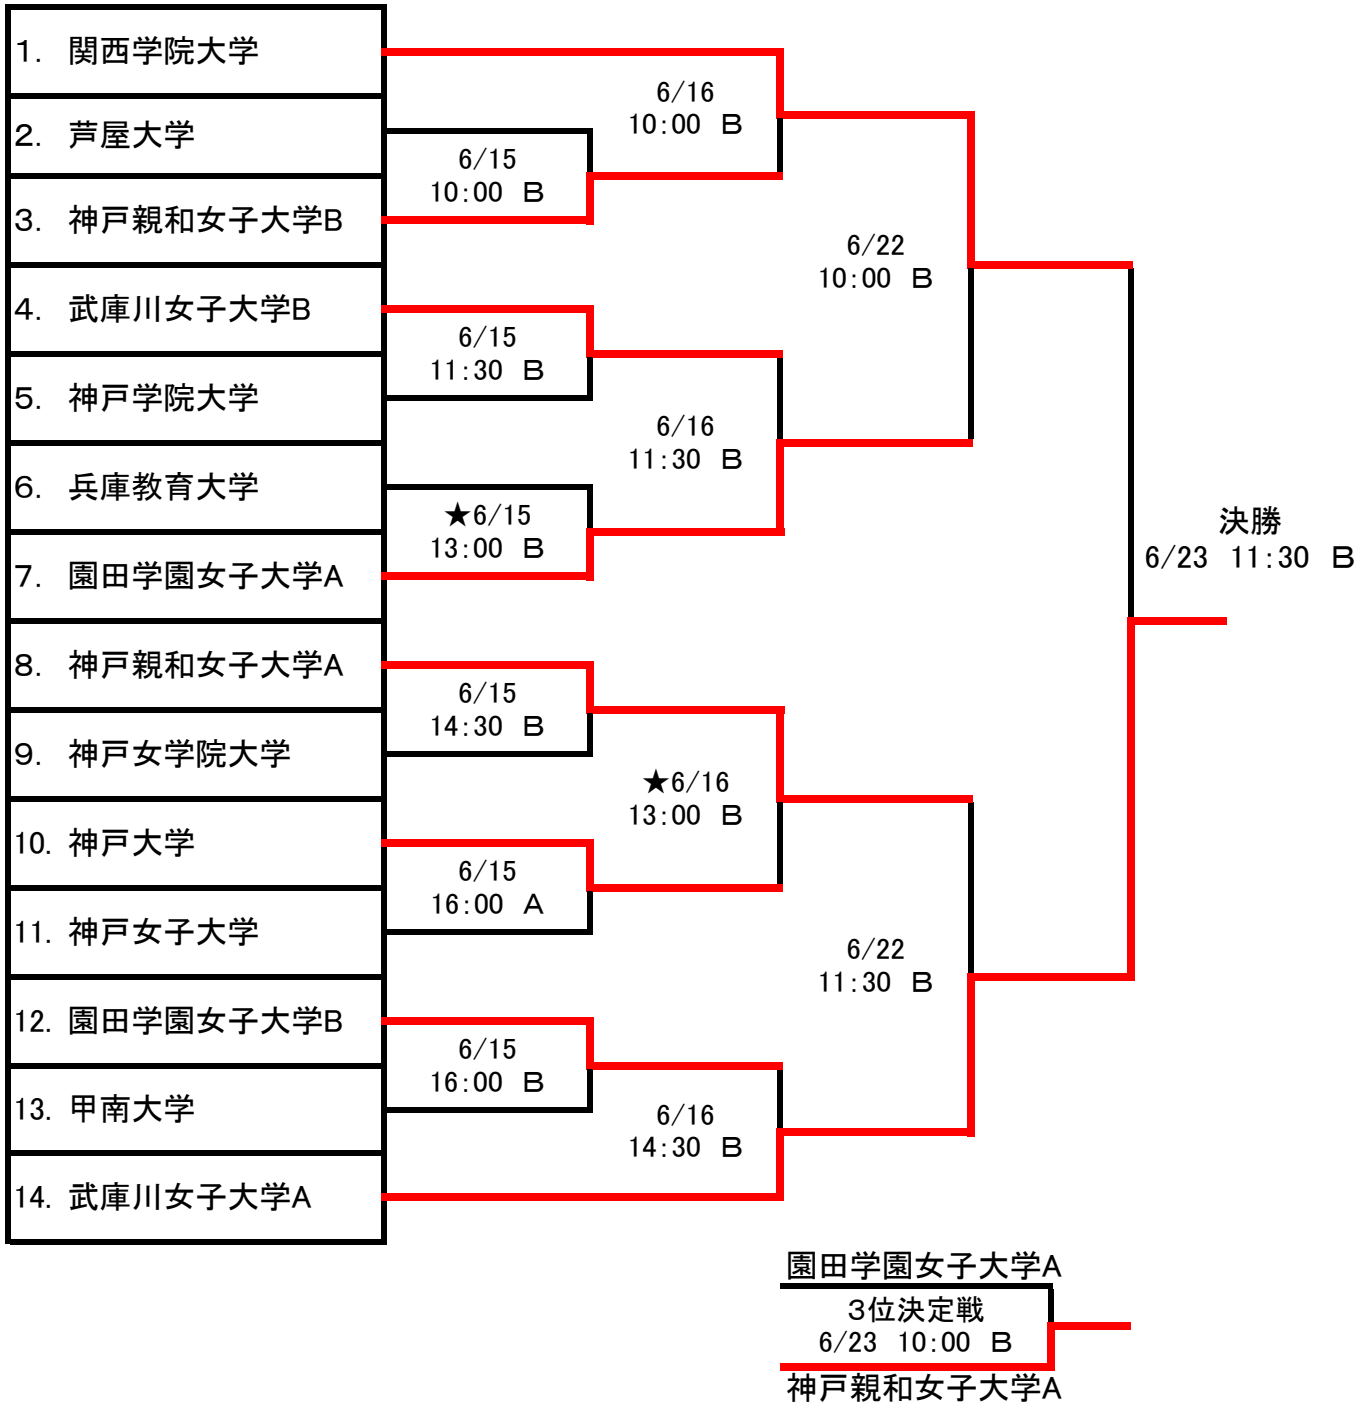 1. 関西学院大学
2. 芦屋大学
3. 神戸親和女子大学B
4. 武庫川女子大学B
5. 神戸学院大学
6. 兵庫教育大学
7. 園田学園女子大学A
8. 神戸親和女子大学A
9. 神戸女学院大学
10. 神戸大学
11. 神戸女子大学
12. 園田学園女子大学B
13. 甲南大学
14. 武庫川女子大学A
6/15
10:00 B
6/15
11:30 B
★6/15
13:00 B
6/15
14:30 B
6/15
16:00 A
6/15
16:00 B
6/16
10:00 B
6/16
11:30 B
★6/16
13:00 B
6/16
14:30 B
6/22
10:00 B
6/22
11:30 B
決勝
6/23 11:30 B
園田学園女子大学A
3位決定戦
6/23 10:00 B
神戸親和女子大学A